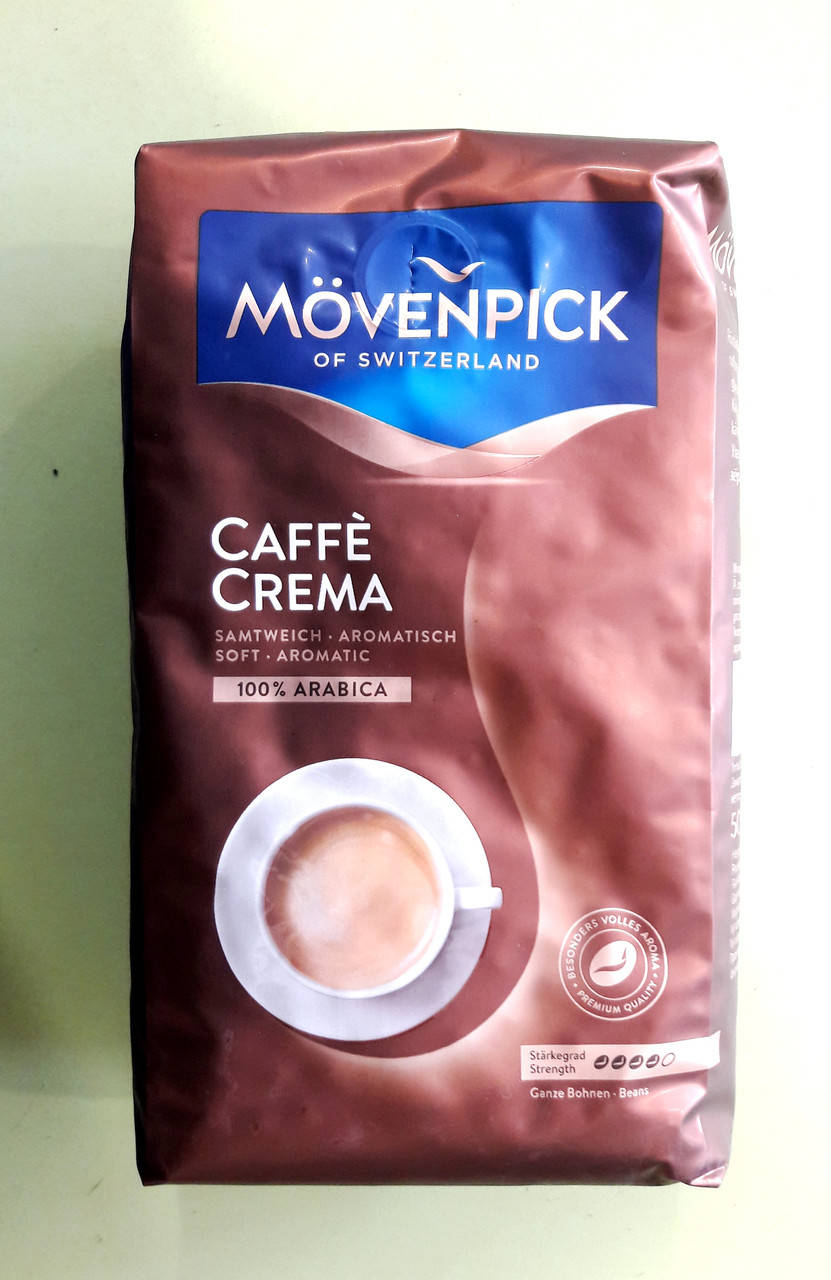 MÖVENPICK
OF SWITZERLAND
CAFFÈ
CREMA
SAMTWEICH · AROMATISCH
SOFT · AROMATIC
100% ARABICA
BESONDERS VOLLES AROMA
• PREMIUM QUALITY •
Stärkegrad
Strength
Ganze Bohnen · Beans